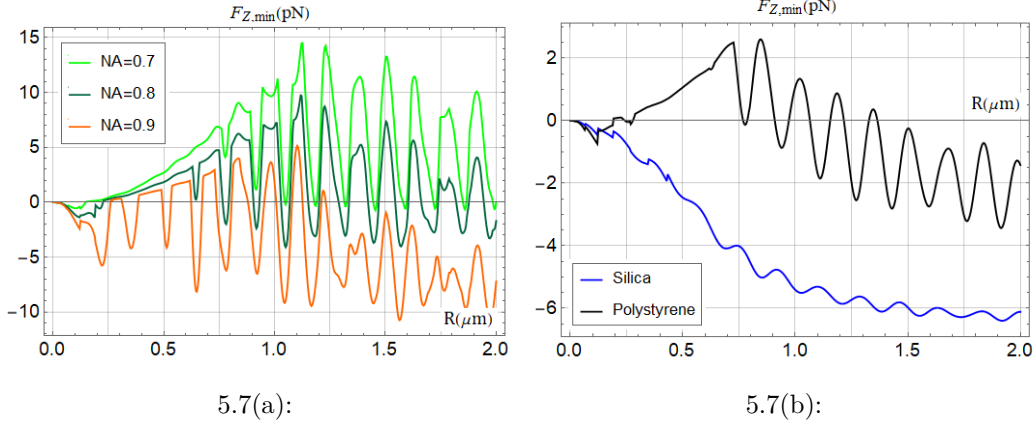 F_{Z,min}(pN)
15
10
5
0
−5
−10
NA=0.7
NA=0.8
NA=0.9
R(μm)
0.0 0.5 1.0 1.5 2.0
5.7(a):
F_{Z,min}(pN)
2
0
−2
−4
−6
R(μm)
Silica
Polystyrene
0.0 0.5 1.0 1.5 2.0
5.7(b):